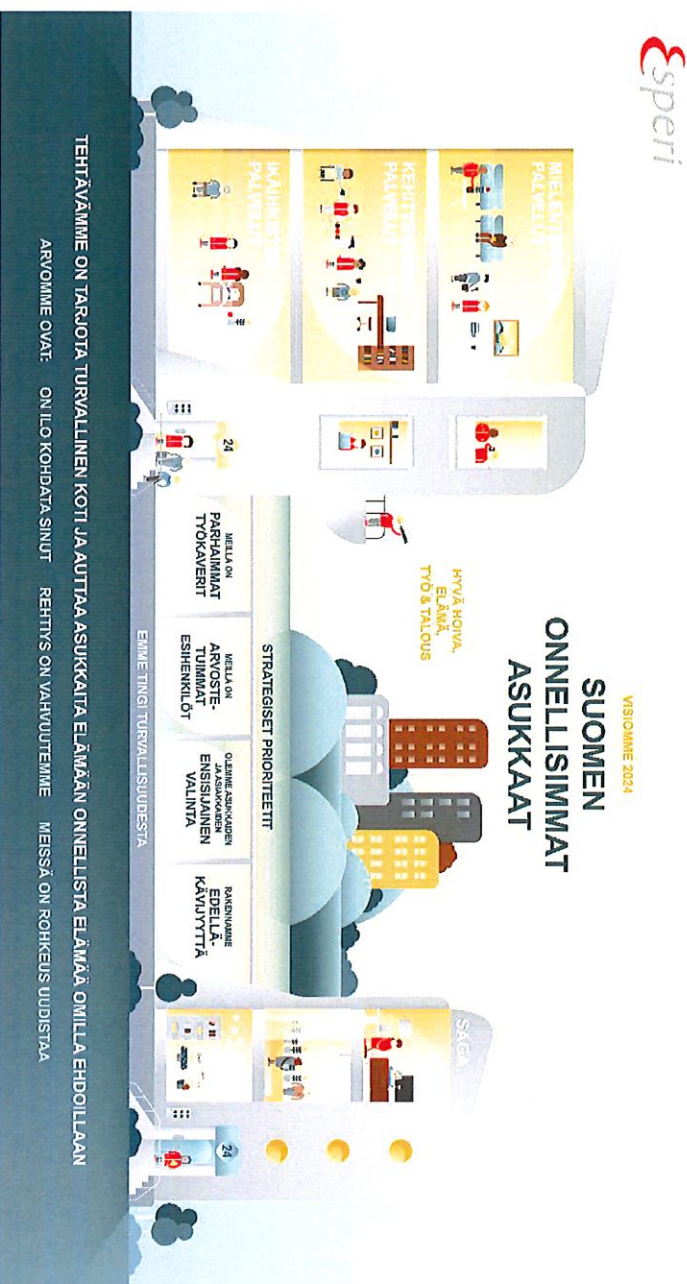 Esperi
VISIOMME 2024
SUOMEN
ONNELLISIMMAT
ASUKKAAT
HYVÄ HOIVA,
ELÄMÄ,
TYÖ & TALOUS
PALVELUT
PALVELUT
PALVELUT
SAGA
STRATEGISET PRIORITEETIT
MEILLÄ ON
PARHAIMMAT
TYÖKAVERIT
MEILLÄ ON
ARVOSTE-
TUIMMAT
ESIHENKILÖT
OLEMME ASUKKAIDEN
JA ASIAKKAIDEN
ENSISIJAINEN
VALINTA
RAKENNAMME
EDELLÄ-
KÄVIJYYTTÄ
24
24
EMME TINGI TURVALLISUUDESTA
TEHTÄVÄMME ON TARJOTA TURVALLINEN KOTI JA AUTTAA ASUKKAITA ELÄMÄÄN ONNELLISTA ELÄMÄÄ OMILLA EHDOILLAAN
ARVOMME OVAT: ON ILO KOHDATA SINUT REHTIYS ON VAHVUUTEMME MEISSÄ ON ROHKEUS UUDISTAA